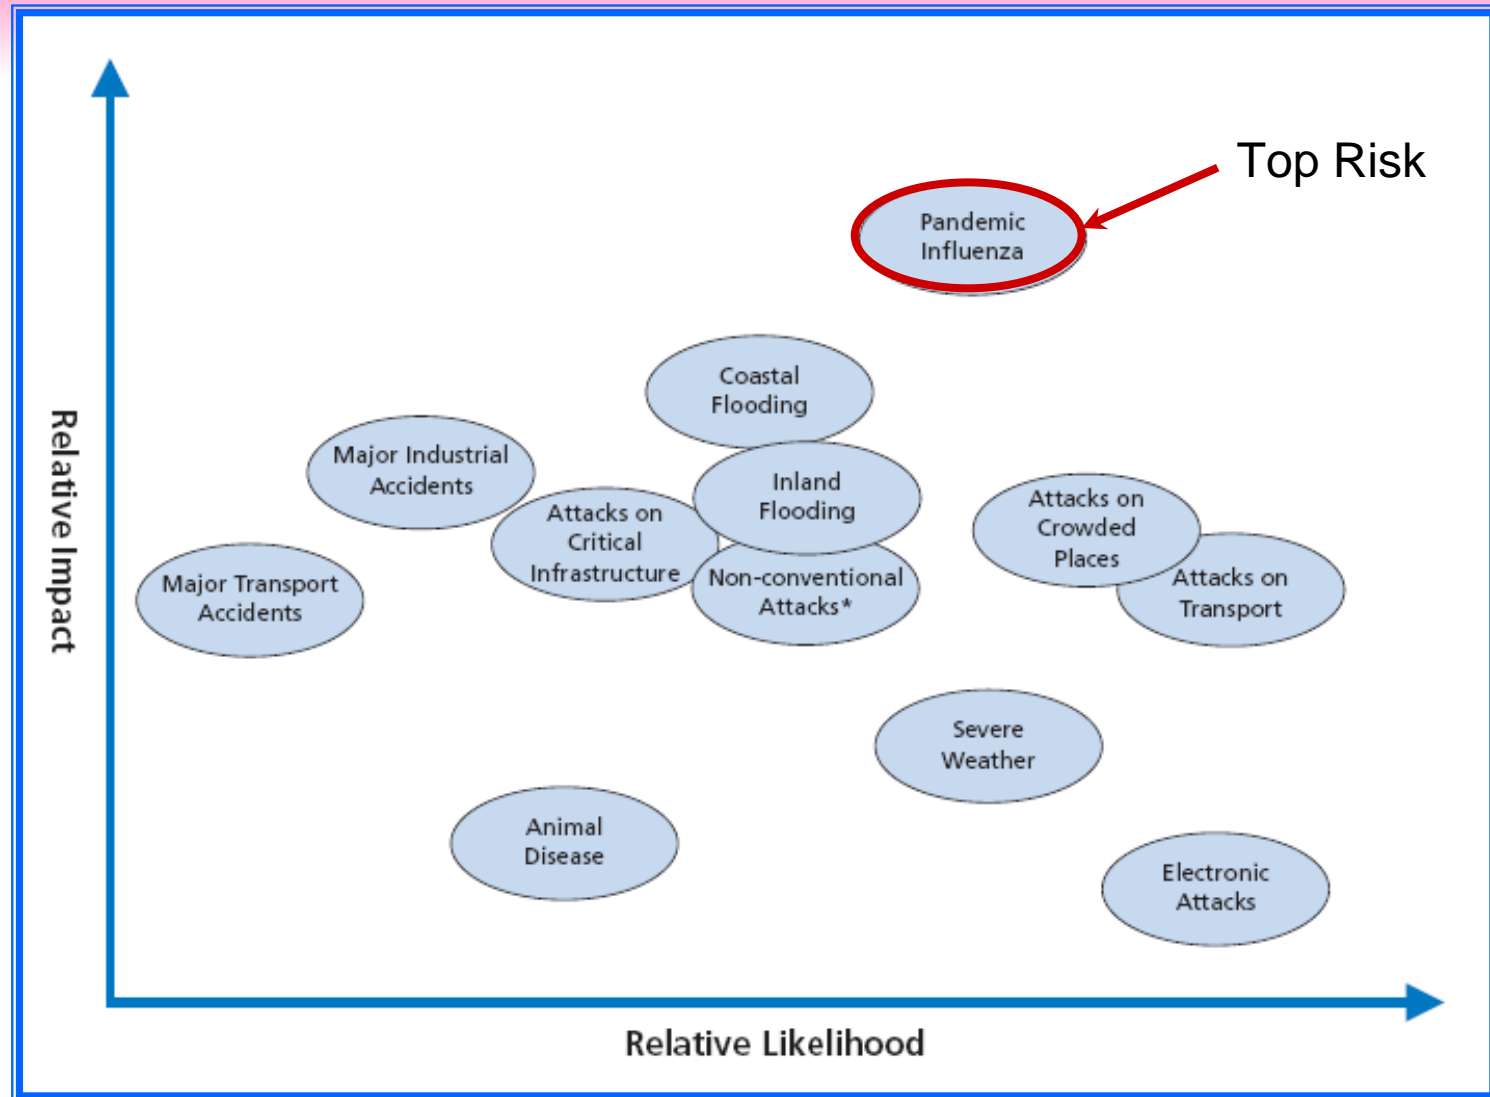 Top Risk
Pandemic
Influenza
Coastal
Flooding
Major Industrial
Accidents
Inland
Flooding
Attacks on
Critical
Infrastructure
Attacks on
Crowded
Places
Non-conventional
Attacks*
Attacks on
Transport
Major Transport
Accidents
Severe
Weather
Animal
Disease
Electronic
Attacks
Relative Impact
Relative Likelihood